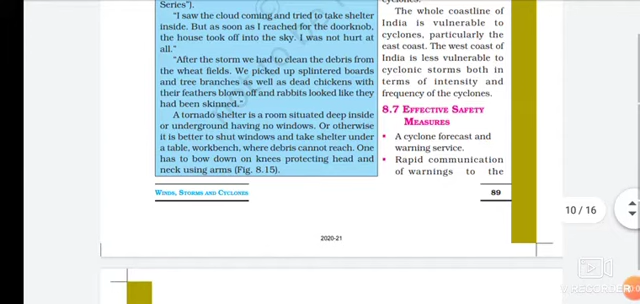 Series").
"I saw the cloud coming and tried to take shelter
inside. But as soon as I reached for the doorknob,
the house took off into the sky. I was not hurt at
all."
"After the storm we had to clean the debris from
the wheat fields. We picked up splintered boards
and tree branches as well as dead chickens with
their feathers blown off and rabbits looked like they
had been skinned."
A tornado shelter is a room situated deep inside
or underground having no windows. Or otherwise
it is better to shut windows and take shelter under
a table, workbench, where debris cannot reach. One
has to bow down on knees protecting head and
neck using arms (Fig. 8.15).
cyclones.
The whole coastline of
India is vulnerable to
cyclones, particularly the
east coast. The west coast of
India is less vulnerable to
cyclonic storms both in
terms of intensity and
frequency of the cyclones.
8.7 EFFECTIVE SAFETY
MEASURES
• A cyclone forecast and
warning service.
• Rapid communication
of warnings to the
WINDS, STORMS AND CYCLONES
89
2020-21
10 / 16